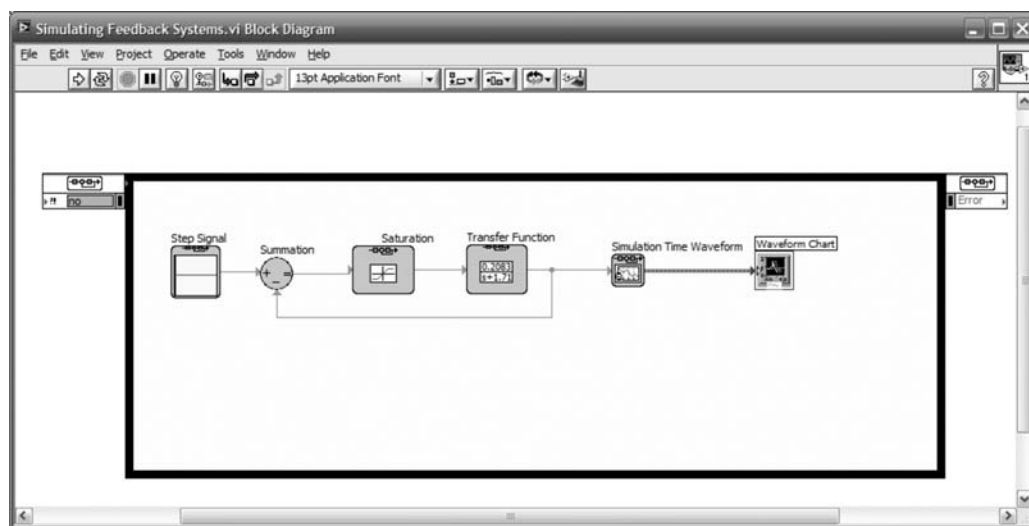 Simulating Feedback Systems.vi Block Diagram
File Edit View Project Operate Tools Window Help
13pt Application Font
1
no
Error
Step Signal
Summation
Saturation
Transfer Function
0.2083
s+1.71
Simulation Time Waveform
Waveform Chart